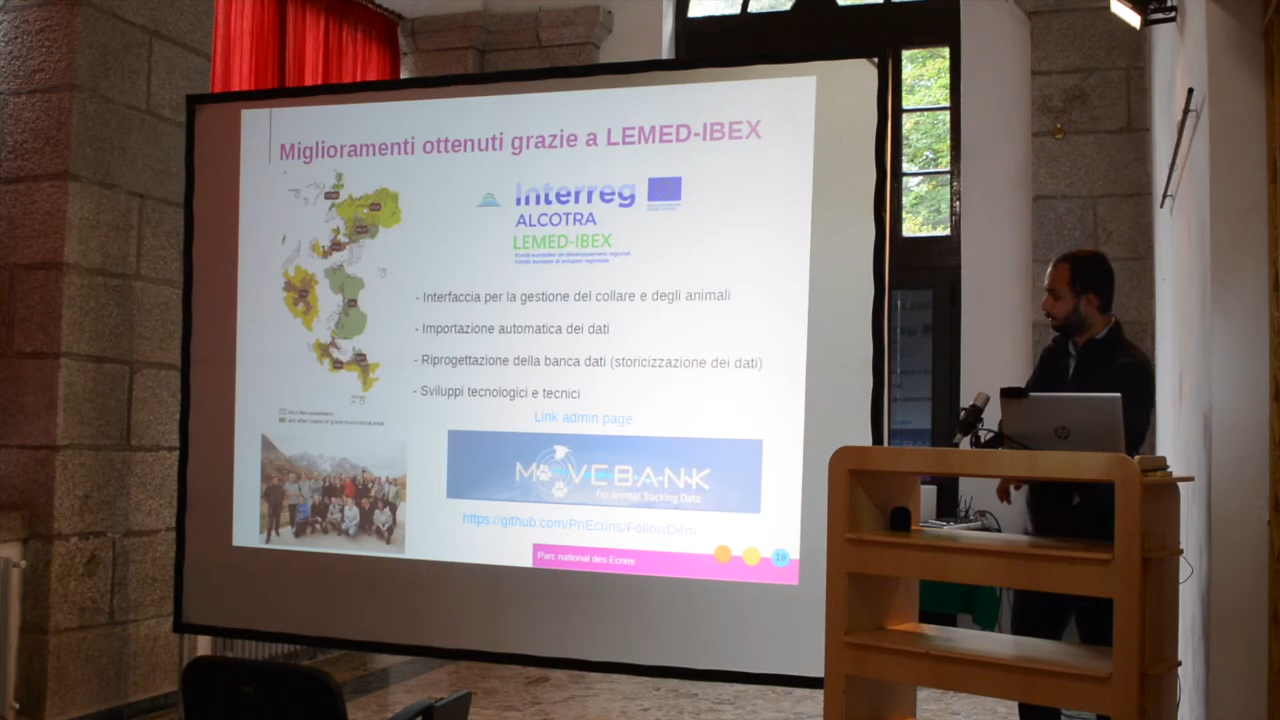 Miglioramenti ottenuti grazie a LEMED-IBEX
Interreg
ALCOTRA
LEMED-IBEX
- Interfaccia per la gestione del collare e degli animali
- Importazione automatica dei dati
- Riprogettazione della banca dati (storicizzazione dei dati)
- Sviluppi tecnologici e tecnici
Link admin page
MOVEBANK
For Animal Tracking Data
https://github.com/PnEcrins/FollowDem
Parc national des Ecrins
18
hp